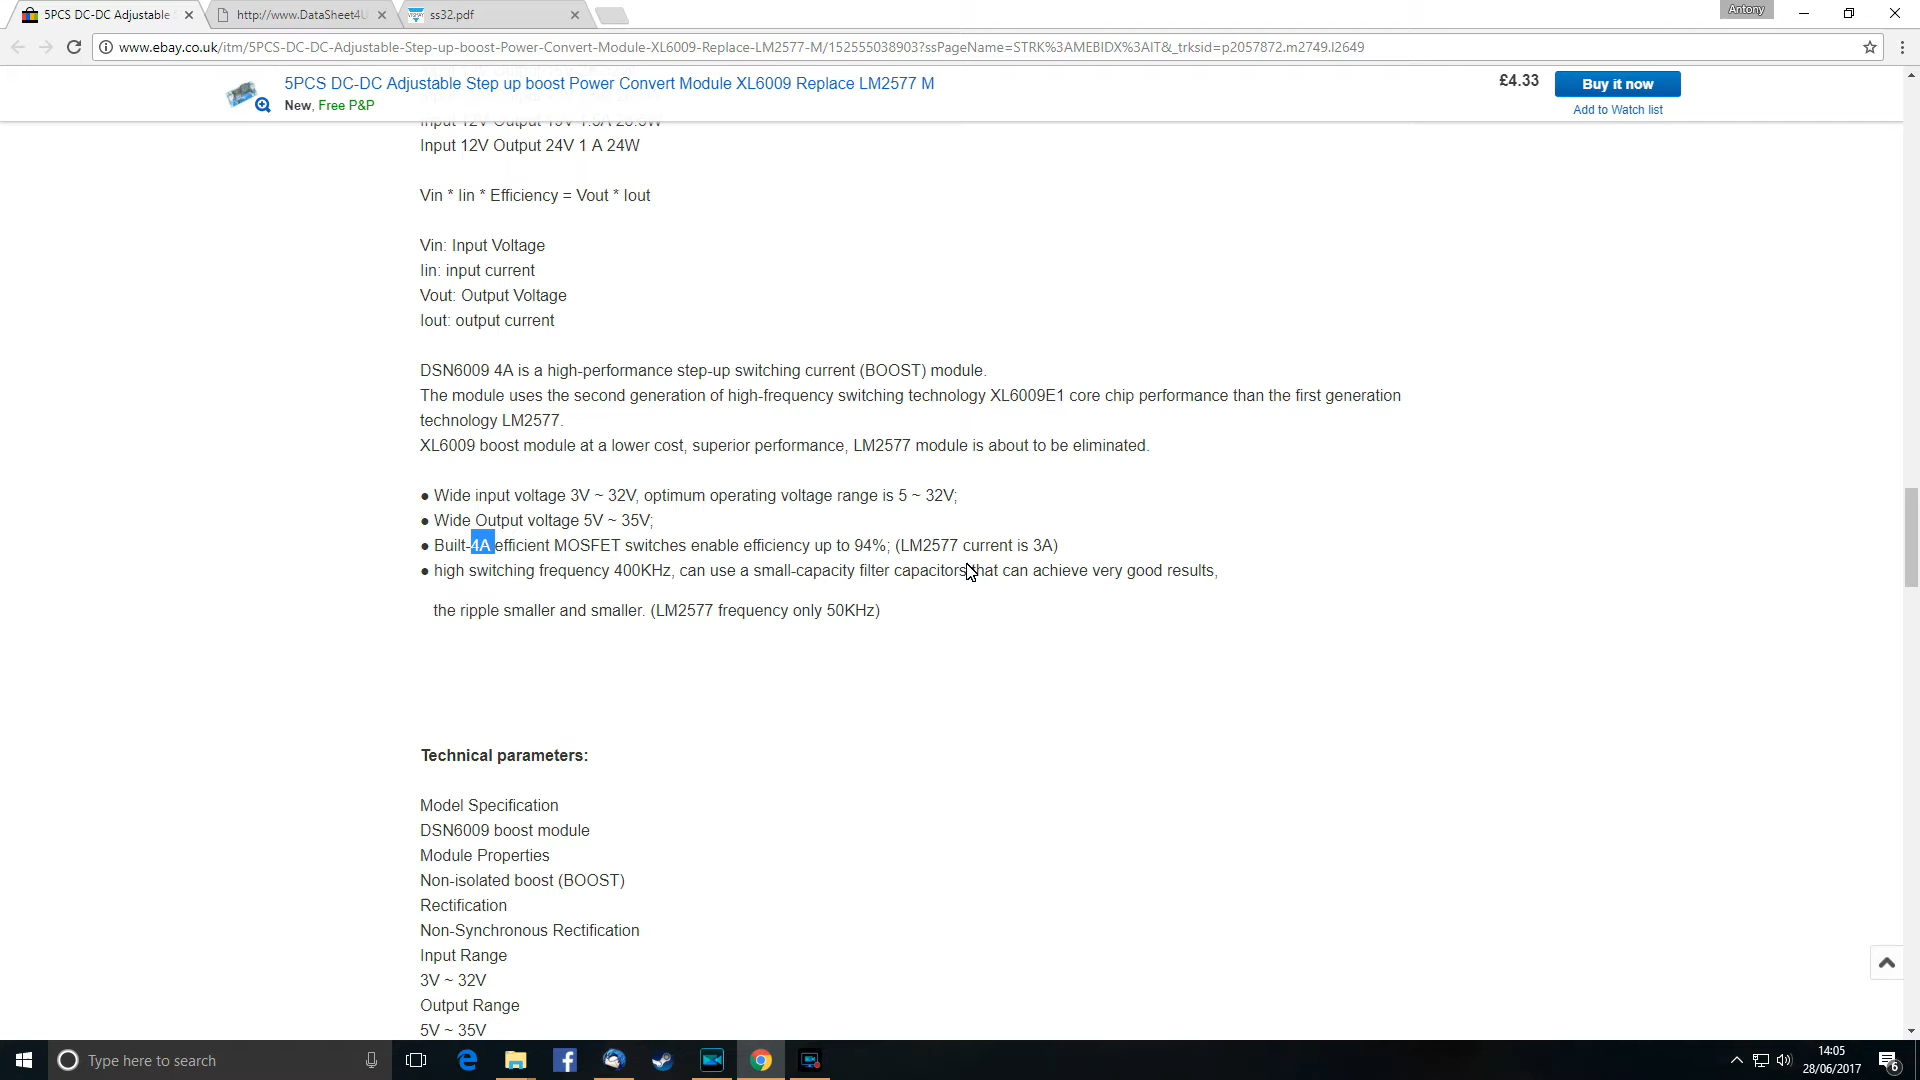 5PCS DC-DC Adjustable
http://www.DataSheet4U
ss32.pdf
Antony
www.ebay.co.uk/itm/5PCS-DC-DC-Adjustable-Step-up-boost-Power-Convert-Module-XL6009-Replace-LM2577-M/152555038903?ssPageName=STRK%3AMEBIDX%3AIT&_trksid=p2057872.m2749.l2649
5PCS DC-DC Adjustable Step up boost Power Convert Module XL6009 Replace LM2577 M
£4.33
Buy it now
New, Free P&P
Add to Watch list
Input 12V Output 24V 1 A 24W
Vin * Iin * Efficiency = Vout * Iout
Vin: Input Voltage
Iin: input current
Vout: Output Voltage
Iout: output current
DSN6009 4A is a high-performance step-up switching current (BOOST) module.
The module uses the second generation of high-frequency switching technology XL6009E1 core chip performance than the first generation
technology LM2577.
XL6009 boost module at a lower cost, superior performance, LM2577 module is about to be eliminated.
● Wide input voltage 3V ~ 32V, optimum operating voltage range is 5 ~ 32V;
● Wide Output voltage 5V ~ 35V;
● Built-4A efficient MOSFET switches enable efficiency up to 94%; (LM2577 current is 3A)
● high switching frequency 400KHz, can use a small-capacity filter capacitors that can achieve very good results,
the ripple smaller and smaller. (LM2577 frequency only 50KHz)
Technical parameters:
Model Specification
DSN6009 boost module
Module Properties
Non-isolated boost (BOOST)
Rectification
Non-Synchronous Rectification
Input Range
3V ~ 32V
Output Range
5V ~ 35V
Type here to search
14:05
28/06/2017
6